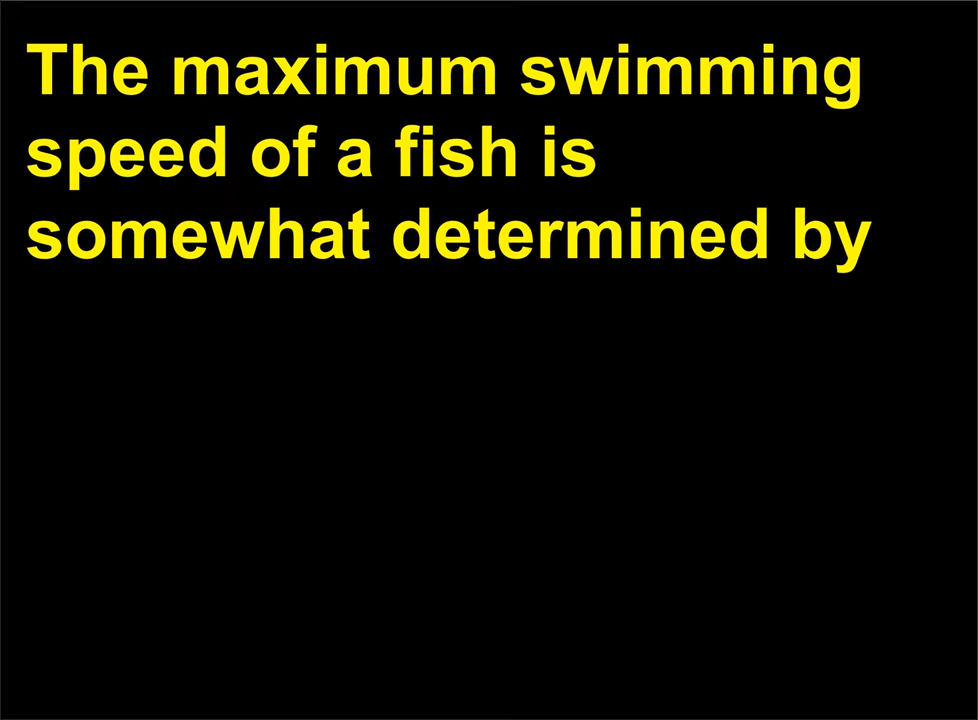 The maximum swimming
speed of a fish is
somewhat determined by